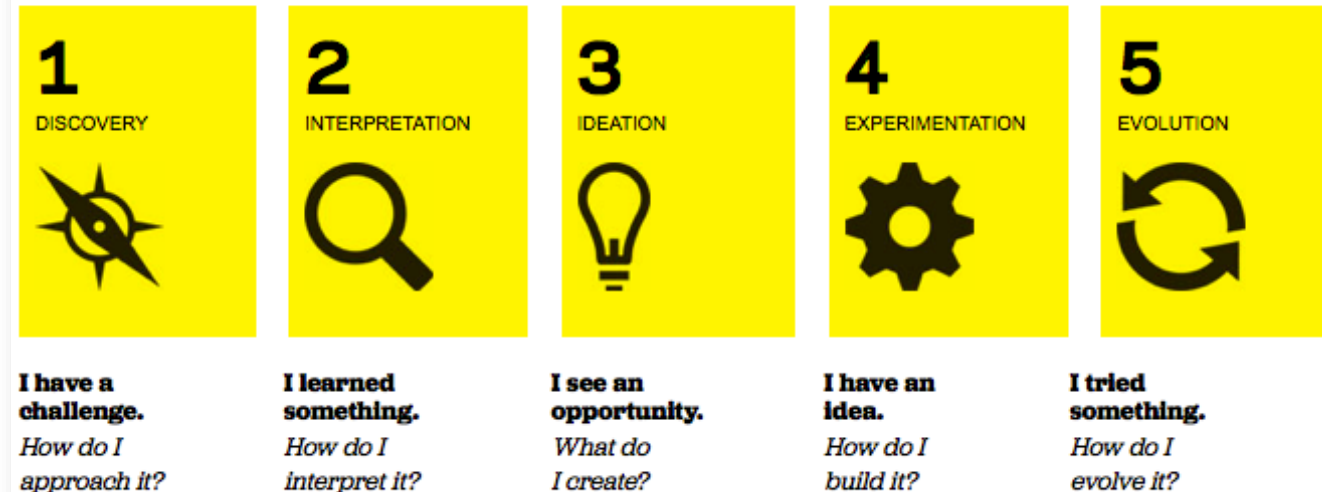 1
DISCOVERY
I have a
challenge.
How do I
approach it?
2
INTERPRETATION
I learned
something.
How do I
interpret it?
3
IDEATION
I see an
opportunity.
What do
I create?
4
EXPERIMENTATION
I have an
idea.
How do I
build it?
5
EVOLUTION
I tried
something.
How do I
evolve it?